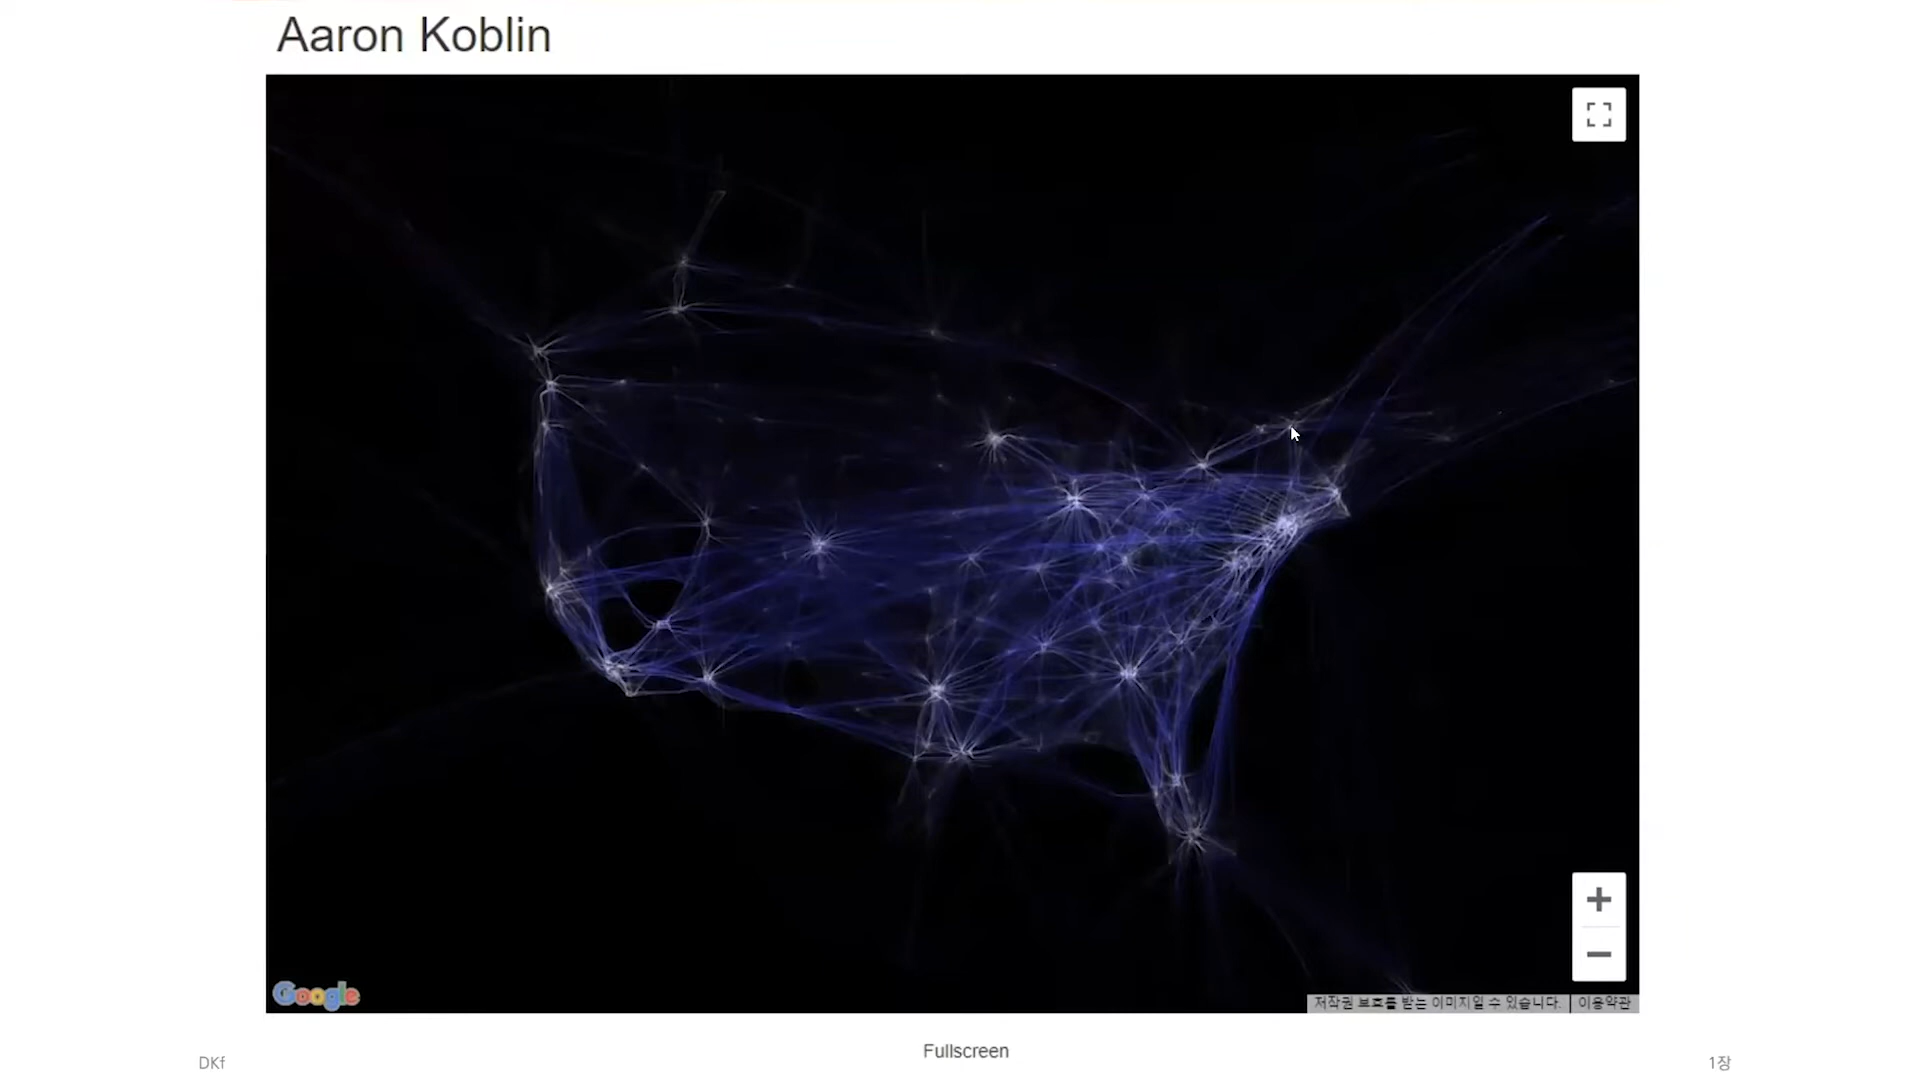 Aaron Koblin
Google
저작권 보호를 받는 이미지일 수 있습니다. 이용약관
Fullscreen
DKf
1장